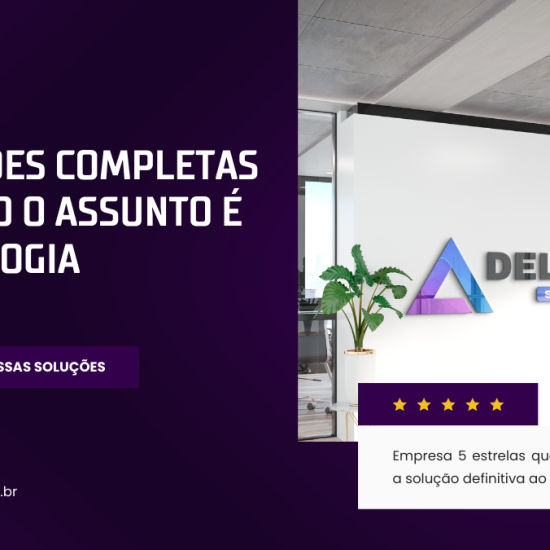 DES COMPLETAS
O O ASSUNTO É
OGIA
SSAS SOLUÇÕES
.br
DEL
S
Empresa 5 estrelas qu
a solução definitiva ao